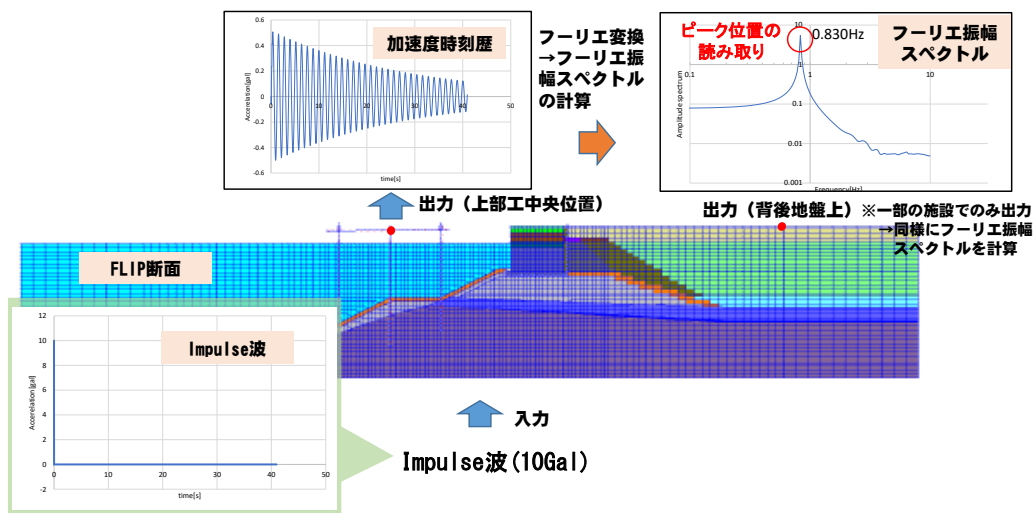 加速度時刻歴
Accerelation[gal]
0.6
0.4
0.2
0
-0.2
-0.4
-0.6
0
10
20
30
40
50
time[s]
フーリエ変換
→フーリエ振
幅スペクトル
の計算
ピーク位置の
読み取り
0.830Hz
フーリエ振幅
スペクトル
Amplitude spectrum
10
1
0.1
0.01
0.001
0.1
1
10
Frequency[Hz]
出力（上部工中央位置）
出力（背後地盤上）※一部の施設でのみ出力
→同様にフーリエ振幅
スペクトルを計算
FLIP断面
Impulse波
Accerelation[gal]
12
10
8
6
4
2
0
-2
0
10
20
30
40
50
time[s]
入力
Impulse波(10Gal)